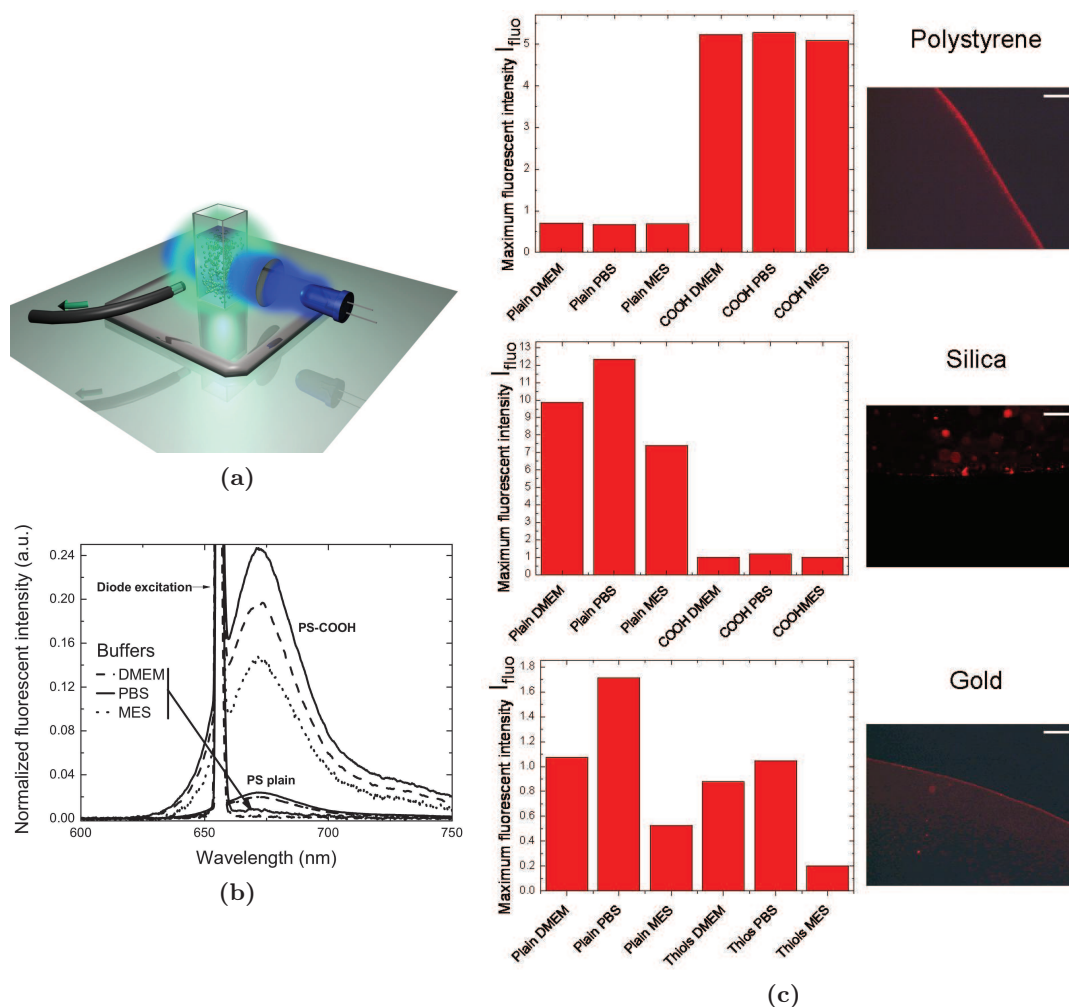 (a)
Normalized fluorescent intensity (a.u.)
0.24
0.20
0.16
0.12
0.08
0.04
0.00
Diode excitation
PS-COOH
Buffers
DMEM
PBS
MES
PS plain
600
650
700
750
Wavelength (nm)
(b)
Maximum fluorescent intensity I_fluo
5
4
3
2
1
0
Plain DMEM
Plain PBS
Plain MES
COOH DMEM
COOH PBS
COOH MES
Polystyrene
Maximum fluorescent intensity I_fluo
13
12
11
10
9
8
7
6
5
4
3
2
1
0
Plain DMEM
Plain PBS
Plain MES
COOH DMEM
COOH PBS
COOHMES
Silica
Maximum fluorescent intensity I_fluo
1.8
1.6
1.4
1.2
1.0
0.8
0.6
0.4
0.2
0.0
Plain DMEM
Plain PBS
Plain MES
Thiols DMEM
Thios PBS
Thiols MES
Gold
(c)